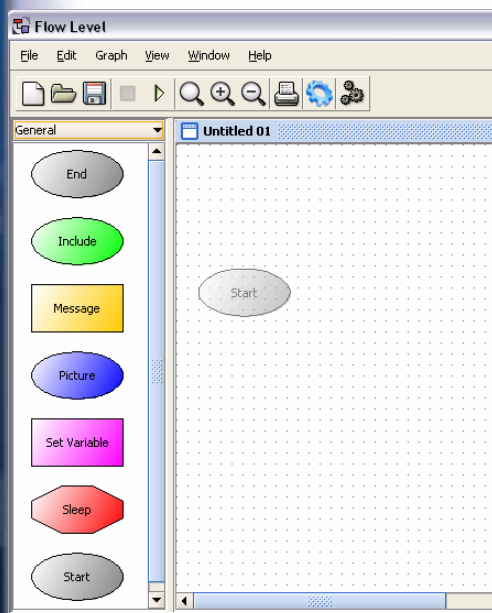 Flow Level
File Edit Graph View Window Help
General
Untitled 01
End
Include
Message
Picture
Set Variable
Sleep
Start
Start